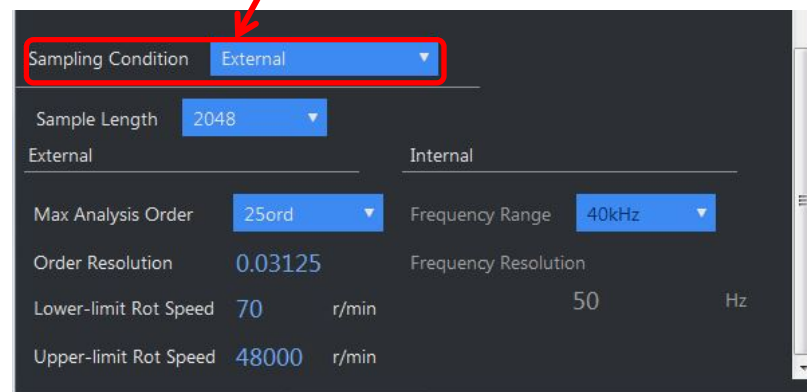 Sampling Condition External
Sample Length 2048
External Internal
Max Analysis Order 25ord Frequency Range 40kHz
Order Resolution 0.03125 Frequency Resolution
Lower-limit Rot Speed 70 r/min 50 Hz
Upper-limit Rot Speed 48000 r/min